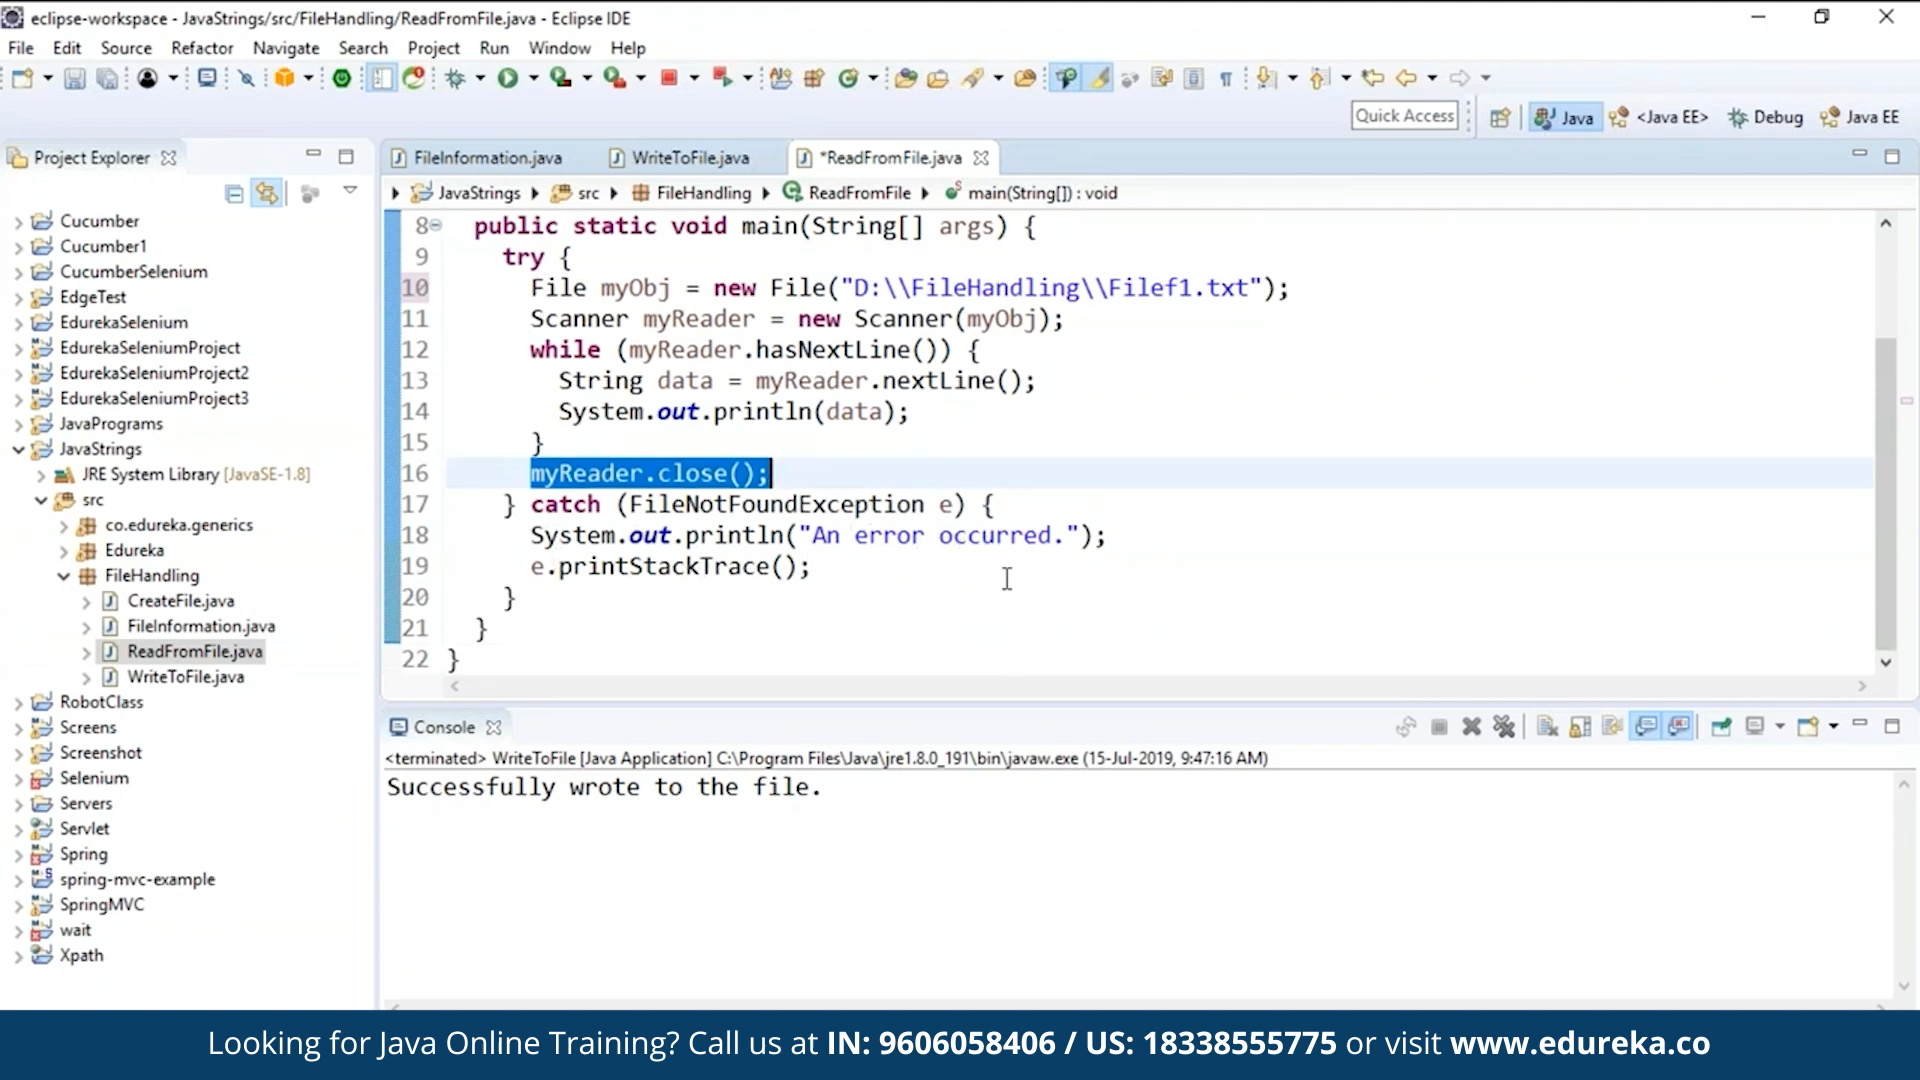 eclipse-workspace - JavaStrings/src/FileHandling/ReadFromFile.java - Eclipse IDE
File Edit Source Refactor Navigate Search Project Run Window Help
Quick Access
Java
<Java EE>
Debug
Java EE
Project Explorer
Cucumber
Cucumber1
CucumberSelenium
EdgeTest
EdurekaSelenium
EdurekaSeleniumProject
EdurekaSeleniumProject2
EdurekaSeleniumProject3
JavaPrograms
JavaStrings
JRE System Library [JavaSE-1.8]
src
co.edureka.generics
Edureka
FileHandling
CreateFile.java
FileInformation.java
ReadFromFile.java
WriteToFile.java
RobotClass
Screens
Screenshot
Selenium
Servers
Servlet
Spring
spring-mvc-example
SpringMVC
wait
Xpath
FileInformation.java
WriteToFile.java
*ReadFromFile.java
JavaStrings src FileHandling ReadFromFile main(String[]) : void
8 public static void main(String[] args) {
9 try {
10 File myObj = new File("D:\\FileHandling\\Filef1.txt");
11 Scanner myReader = new Scanner(myObj);
12 while (myReader.hasNextLine()) {
13 String data = myReader.nextLine();
14 System.out.println(data);
15 }
16 myReader.close();
17 } catch (FileNotFoundException e) {
18 System.out.println("An error occurred.");
19 e.printStackTrace();
20 }
21 }
22 }
Console
<terminated> WriteToFile [Java Application] C:\Program Files\Java\jre1.8.0_191\bin\javaw.exe (15-Jul-2019, 9:47:16 AM)
Successfully wrote to the file.
Looking for Java Online Training? Call us at IN: 9606058406 / US: 18338555775 or visit www.edureka.co